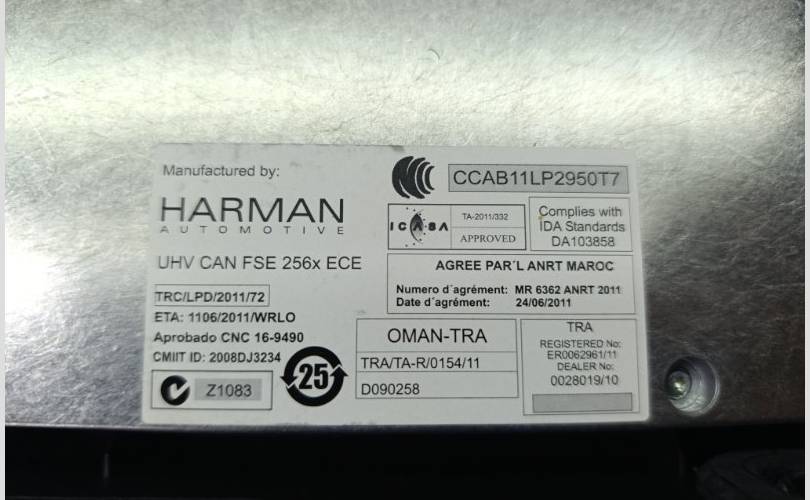 Manufactured by:
HARMAN
AUTOMOTIVE
UHV CAN FSE 256x ECE
TRC/LPD/2011/72
ETA: 1106/2011/WRLO
Aprobado CNC 16-9490
CMIIT ID: 2008DJ3234
Z1083
25
CCAB11LP2950T7
ICASA
TA-2011/332
APPROVED
Complies with
IDA Standards
DA103858
AGREE PAR´L ANRT MAROC
Numero d´agrément: MR 6362 ANRT 2011
Date d´agrément: 24/06/2011
OMAN-TRA
TRA/TA-R/0154/11
D090258
TRA
REGISTERED No:
ER0062961/11
DEALER No:
0028019/10